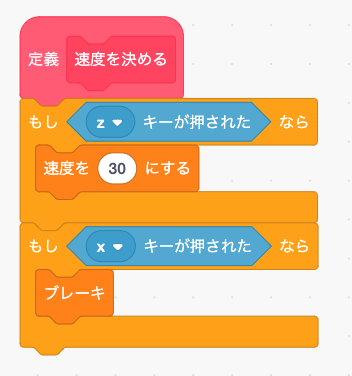 定義 速度を決める
もし z キーが押された なら
速度を 30 にする
もし x キーが押された なら
ブレーキ